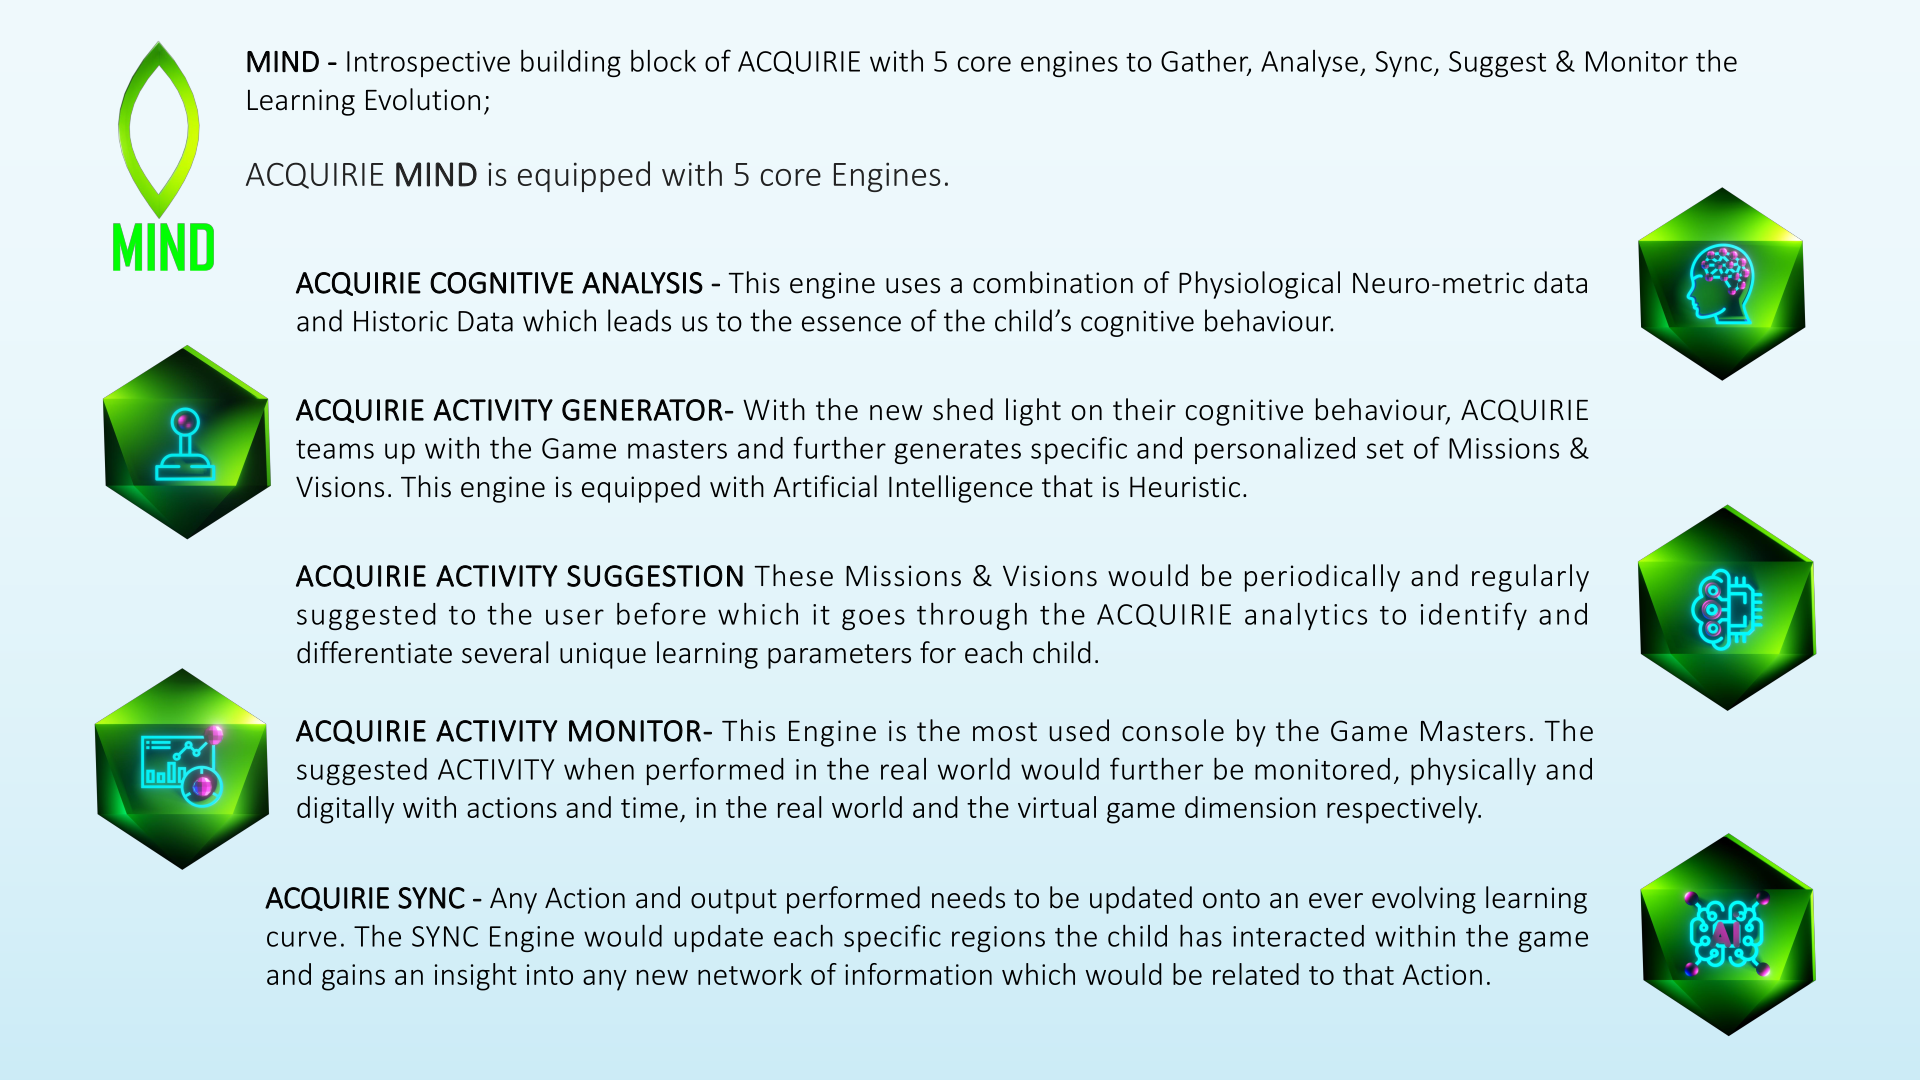 MIND - Introspective building block of ACQUIRIE with 5 core engines to Gather, Analyse, Sync, Suggest & Monitor the
Learning Evolution;
ACQUIRIE MIND is equipped with 5 core Engines.
MIND
ACQUIRIE COGNITIVE ANALYSIS - This engine uses a combination of Physiological Neuro-metric data
and Historic Data which leads us to the essence of the child’s cognitive behaviour.
ACQUIRIE ACTIVITY GENERATOR- With the new shed light on their cognitive behaviour, ACQUIRIE
teams up with the Game masters and further generates specific and personalized set of Missions &
Visions. This engine is equipped with Artificial Intelligence that is Heuristic.
ACQUIRIE ACTIVITY SUGGESTION These Missions & Visions would be periodically and regularly
suggested to the user before which it goes through the ACQUIRIE analytics to identify and
differentiate several unique learning parameters for each child.
ACQUIRIE ACTIVITY MONITOR- This Engine is the most used console by the Game Masters. The
suggested ACTIVITY when performed in the real world would further be monitored, physically and
digitally with actions and time, in the real world and the virtual game dimension respectively.
ACQUIRIE SYNC - Any Action and output performed needs to be updated onto an ever evolving learning
curve. The SYNC Engine would update each specific regions the child has interacted within the game
and gains an insight into any new network of information which would be related to that Action.
AI